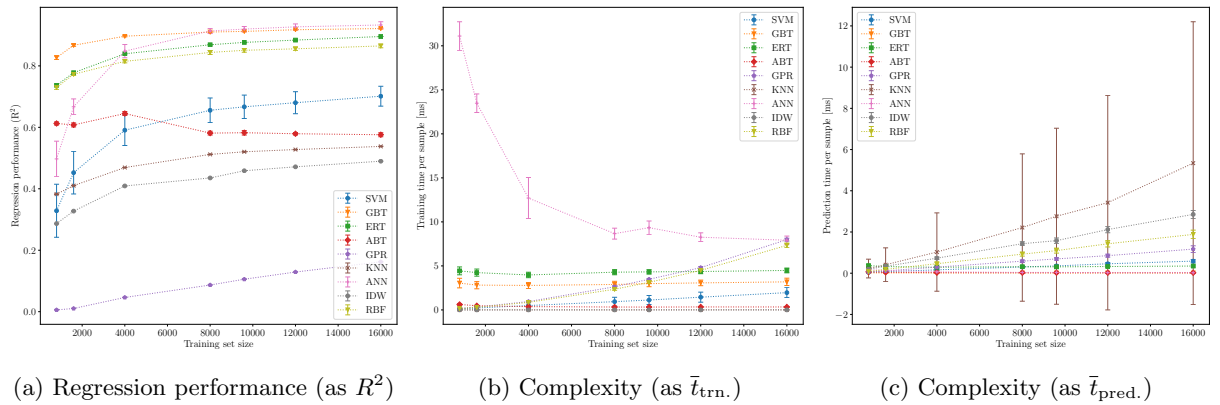 Regression performance (R²)
0.0
0.2
0.4
0.6
0.8
2000 4000 6000 8000 10000 12000 14000 16000
Training set size
SVM
GBT
ERT
ABT
GPR
KNN
ANN
IDW
RBF
Training time per sample [ms]
0
5
10
15
20
25
30
2000 4000 6000 8000 10000 12000 14000 16000
Training set size
SVM
GBT
ERT
ABT
GPR
KNN
ANN
IDW
RBF
Prediction time per sample [ms]
−2
0
2
4
6
8
10
12
2000 4000 6000 8000 10000 12000 14000 16000
Training set size
SVM
GBT
ERT
ABT
GPR
KNN
ANN
IDW
RBF
(a) Regression performance (as R²)
(b) Complexity (as t̄trn.)
(c) Complexity (as t̄pred.)